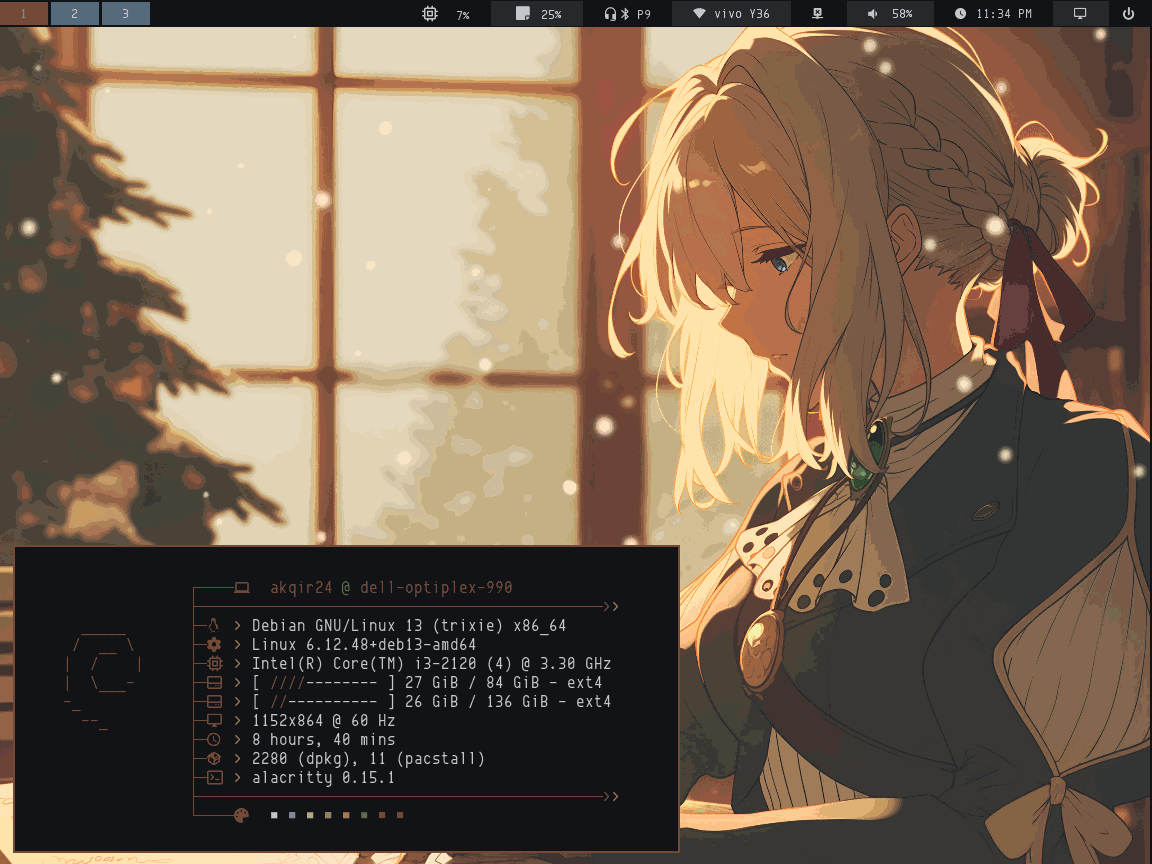 1 2 3 7% 25% P9 vivo Y36 58% 11:34 PM
akqir24 @ dell-optiplex-990
Debian GNU/Linux 13 (trixie) x86_64
Linux 6.12.48+deb13-amd64
Intel(R) Core(TM) i3-2120 (4) @ 3.30 GHz
[ ////-------- ] 27 GiB / 84 GiB - ext4
[ //---------- ] 26 GiB / 136 GiB - ext4
1152x864 @ 60 Hz
8 hours, 40 mins
2280 (dpkg), 11 (pacstall)
alacritty 0.15.1